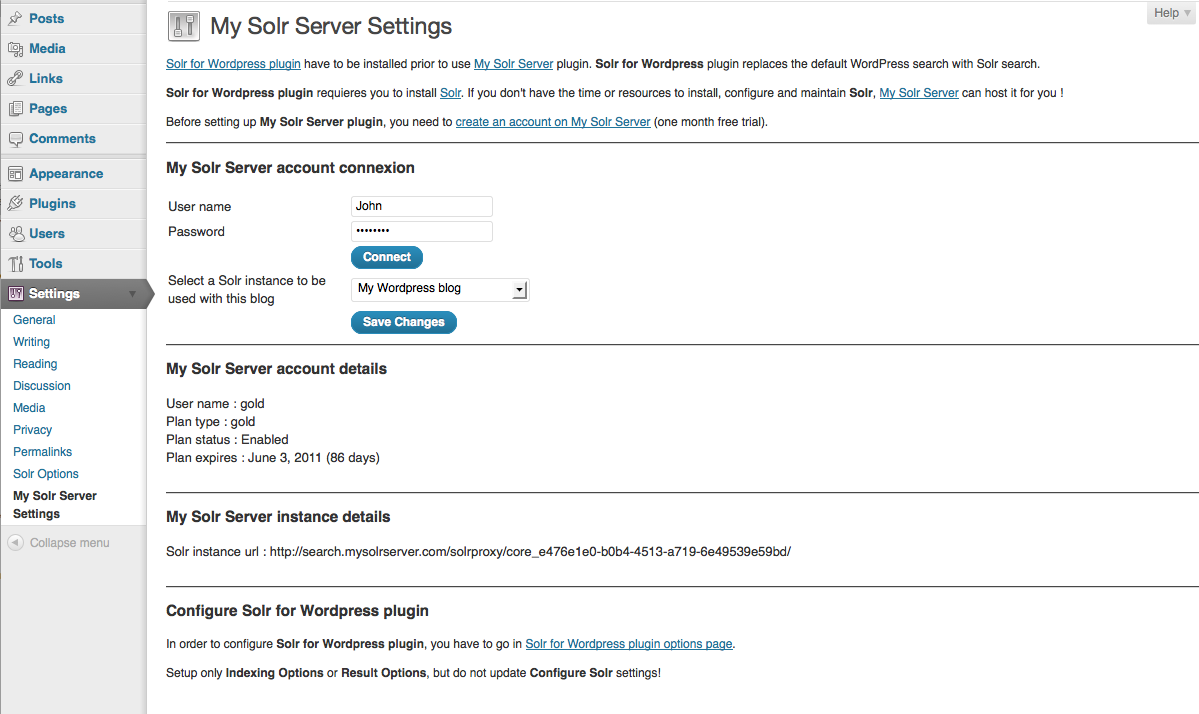 Posts
Media
Links
Pages
Comments
Appearance
Plugins
Users
Tools
Settings
General
Writing
Reading
Discussion
Media
Privacy
Permalinks
Solr Options
My Solr Server
Settings
Collapse menu
Help
My Solr Server Settings
Solr for Wordpress plugin have to be installed prior to use My Solr Server plugin. Solr for Wordpress plugin replaces the default WordPress search with Solr search.
Solr for Wordpress plugin requieres you to install Solr. If you don't have the time or resources to install, configure and maintain Solr, My Solr Server can host it for you !
Before setting up My Solr Server plugin, you need to create an account on My Solr Server (one month free trial).
My Solr Server account connexion
User name John
Password ••••••••
Connect
Select a Solr instance to be
used with this blog
My Wordpress blog
Save Changes
My Solr Server account details
User name : gold
Plan type : gold
Plan status : Enabled
Plan expires : June 3, 2011 (86 days)
My Solr Server instance details
Solr instance url : http://search.mysolrserver.com/solrproxy/core_e476e1e0-b0b4-4513-a719-6e49539e59bd/
Configure Solr for Wordpress plugin
In order to configure Solr for Wordpress plugin, you have to go in Solr for Wordpress plugin options page.
Setup only Indexing Options or Result Options, but do not update Configure Solr settings!